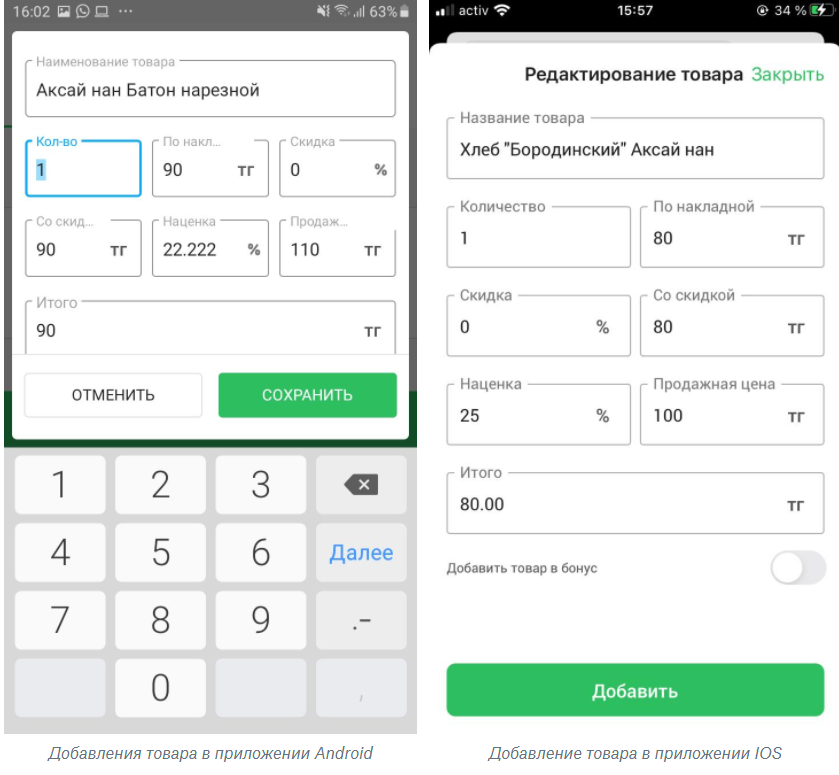 16:02 ... 63%
Наименование товара
Аксай нан Батон нарезной
Кол-во По накл... Скидка
1 90 тг 0 %
Со скид... Наценка Продаж...
90 тг 22.222 % 110 тг
Итого
90 тг
ОТМЕНИТЬ СОХРАНИТЬ
1 2 3
4 5 6 Далее
7 8 9 .-
0 ,
Добавления товара в приложении Android
activ 15:57 34 %
Редактирование товара Закрыть
Название товара
Хлеб "Бородинский" Аксай нан
Количество По накладной
1 80 тг
Скидка Со скидкой
0 % 80 тг
Наценка Продажная цена
25 % 100 тг
Итого
80.00 тг
Добавить товар в бонус
Добавить
Добавление товара в приложении IOS